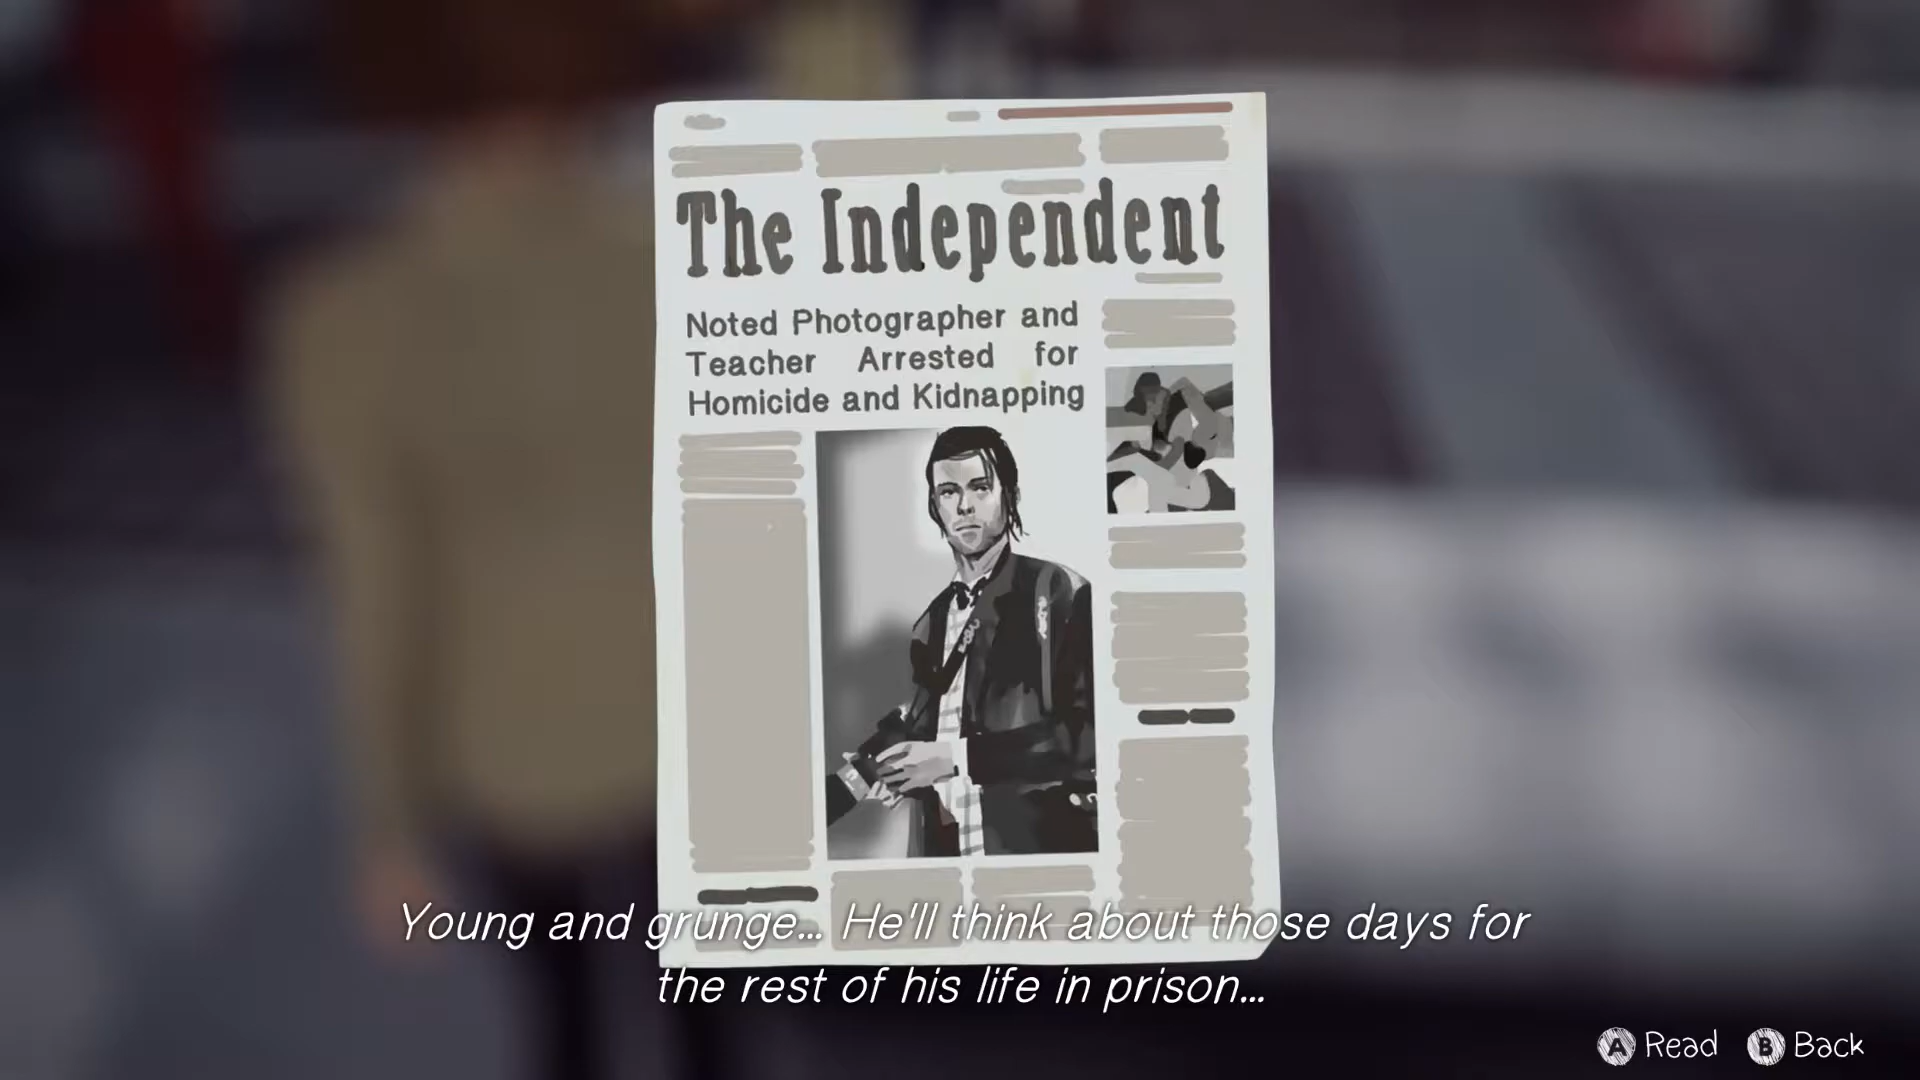 The Independent
Noted Photographer and
Teacher Arrested for
Homicide and Kidnapping
Young and grunge... He'll think about those days for
the rest of his life in prison...
A Read B Back